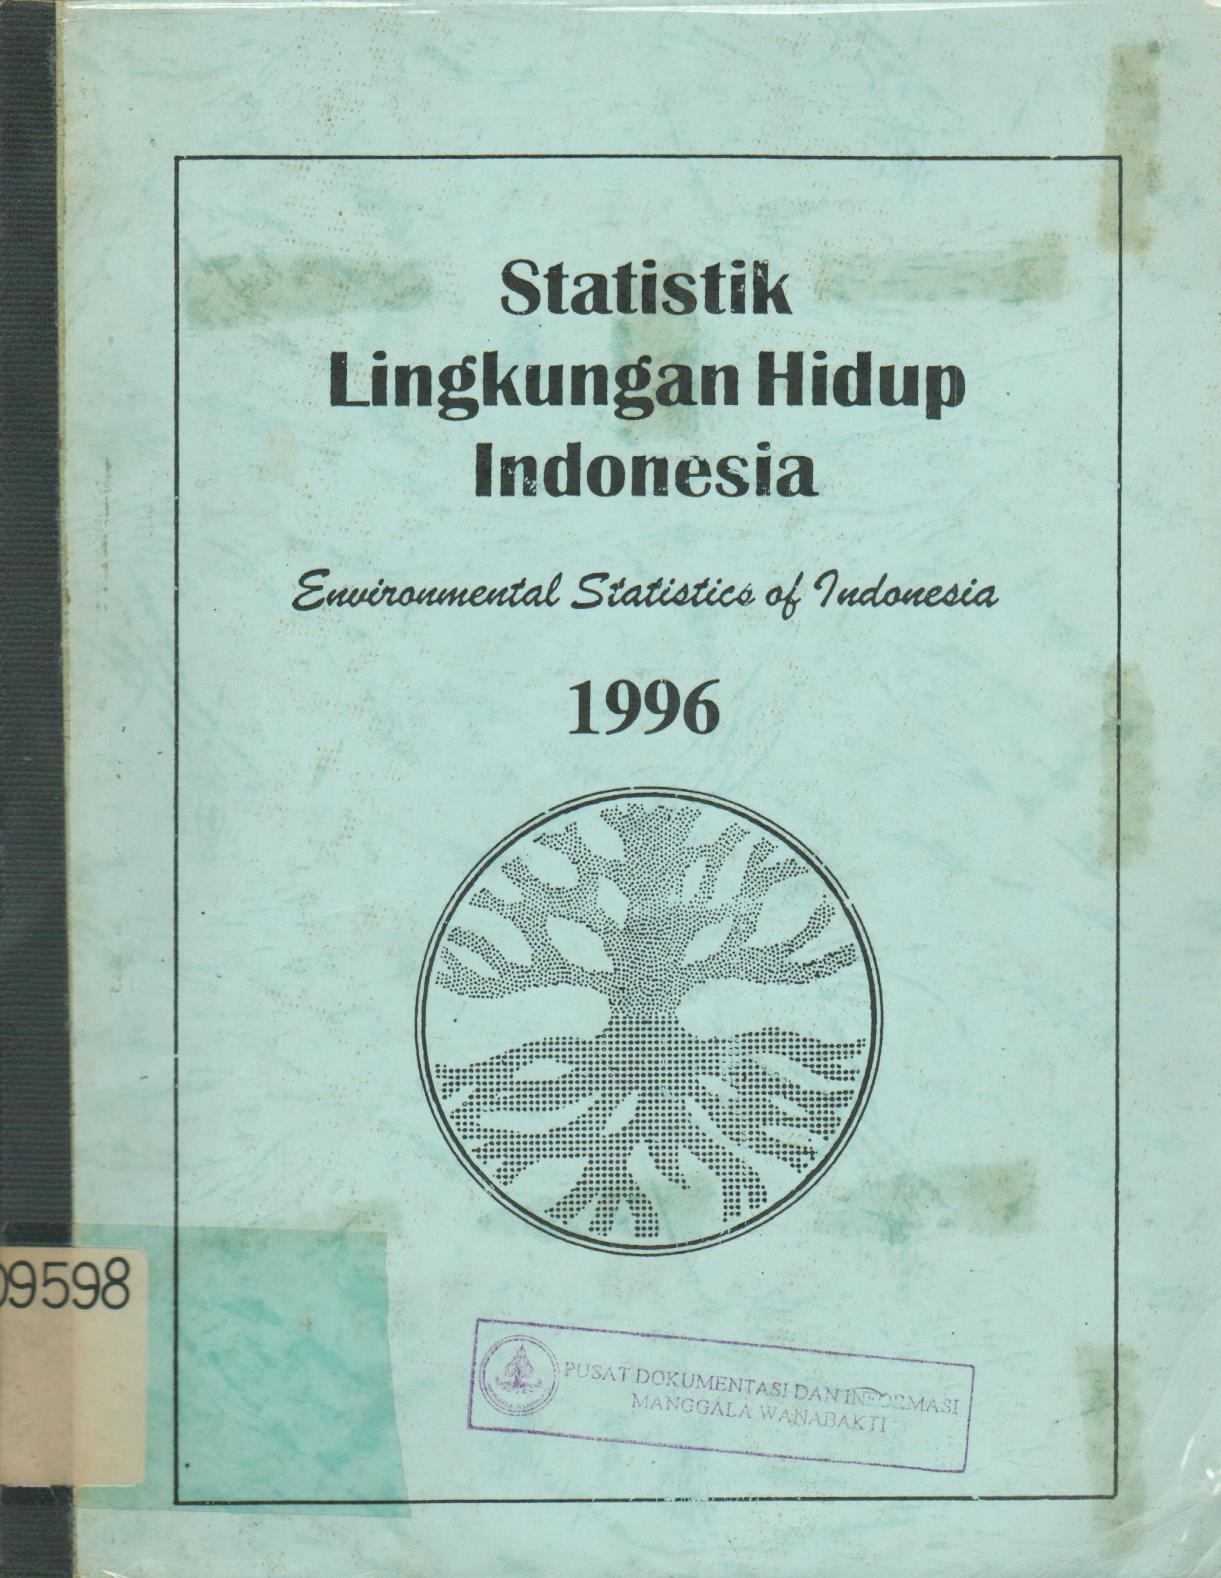 Statistik
Lingkungan Hidup
Indonesia
Environmental Statistics of Indonesia
1996
09598
PUSAT DOKUMENTASI DAN INFORMASI
MANGGALA WANABAKTI